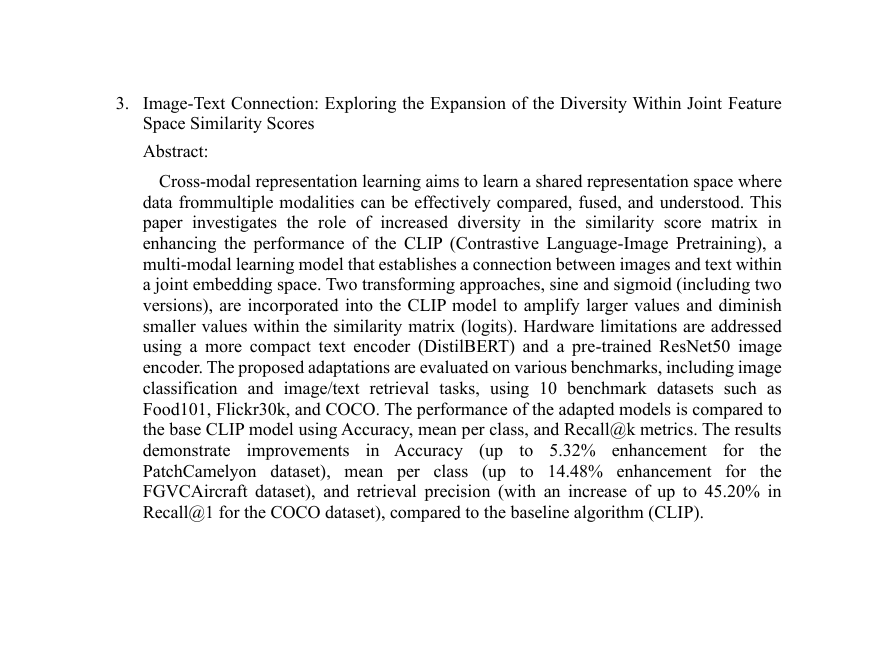 3. Image-Text Connection: Exploring the Expansion of the Diversity Within Joint Feature
Space Similarity Scores
Abstract:
Cross-modal representation learning aims to learn a shared representation space where
data frommultiple modalities can be effectively compared, fused, and understood. This
paper investigates the role of increased diversity in the similarity score matrix in
enhancing the performance of the CLIP (Contrastive Language-Image Pretraining), a
multi-modal learning model that establishes a connection between images and text within
a joint embedding space. Two transforming approaches, sine and sigmoid (including two
versions), are incorporated into the CLIP model to amplify larger values and diminish
smaller values within the similarity matrix (logits). Hardware limitations are addressed
using a more compact text encoder (DistilBERT) and a pre-trained ResNet50 image
encoder. The proposed adaptations are evaluated on various benchmarks, including image
classification and image/text retrieval tasks, using 10 benchmark datasets such as
Food101, Flickr30k, and COCO. The performance of the adapted models is compared to
the base CLIP model using Accuracy, mean per class, and Recall@k metrics. The results
demonstrate improvements in Accuracy (up to 5.32% enhancement for the
PatchCamelyon dataset), mean per class (up to 14.48% enhancement for the
FGVCAircraft dataset), and retrieval precision (with an increase of up to 45.20% in
Recall@1 for the COCO dataset), compared to the baseline algorithm (CLIP).